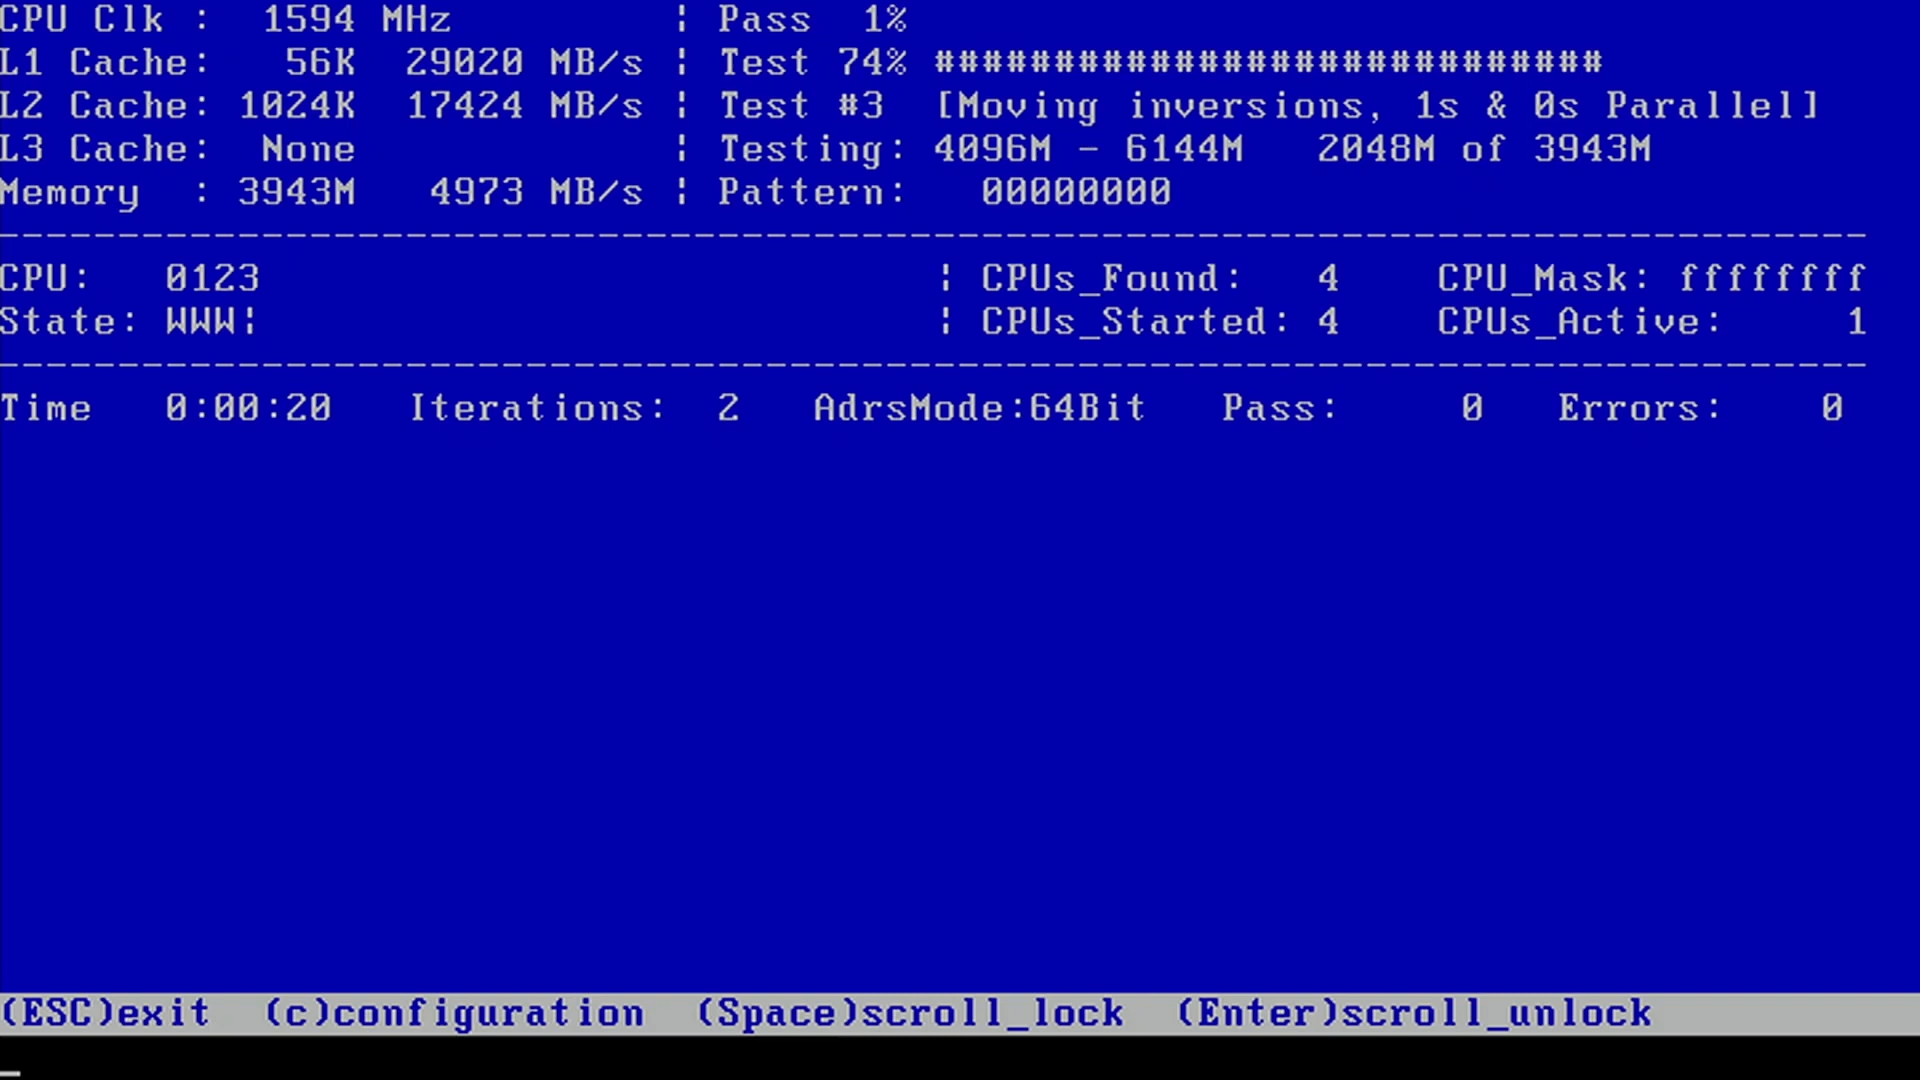 CPU Clk :  1594 MHz         ¦ Pass  1%
L1 Cache:   56K  29020 MB/s ¦ Test 74% ############################
L2 Cache: 1024K  17424 MB/s ¦ Test #3  [Moving inversions, 1s & 0s Parallel]
L3 Cache:  None             ¦ Testing: 4096M - 6144M   2048M of 3943M
Memory  : 3943M   4973 MB/s ¦ Pattern:   00000000
------------------------------------------------------------------------------
CPU:   0123                            ¦ CPUs_Found:   4    CPU_Mask: ffffffff
State: WWW¦                            ¦ CPUs_Started: 4    CPUs_Active:     1
------------------------------------------------------------------------------
Time   0:00:20   Iterations:  2   AdrsMode:64Bit   Pass:     0   Errors:    0
(ESC)exit  (c)configuration  (Space)scroll_lock  (Enter)scroll_unlock
_